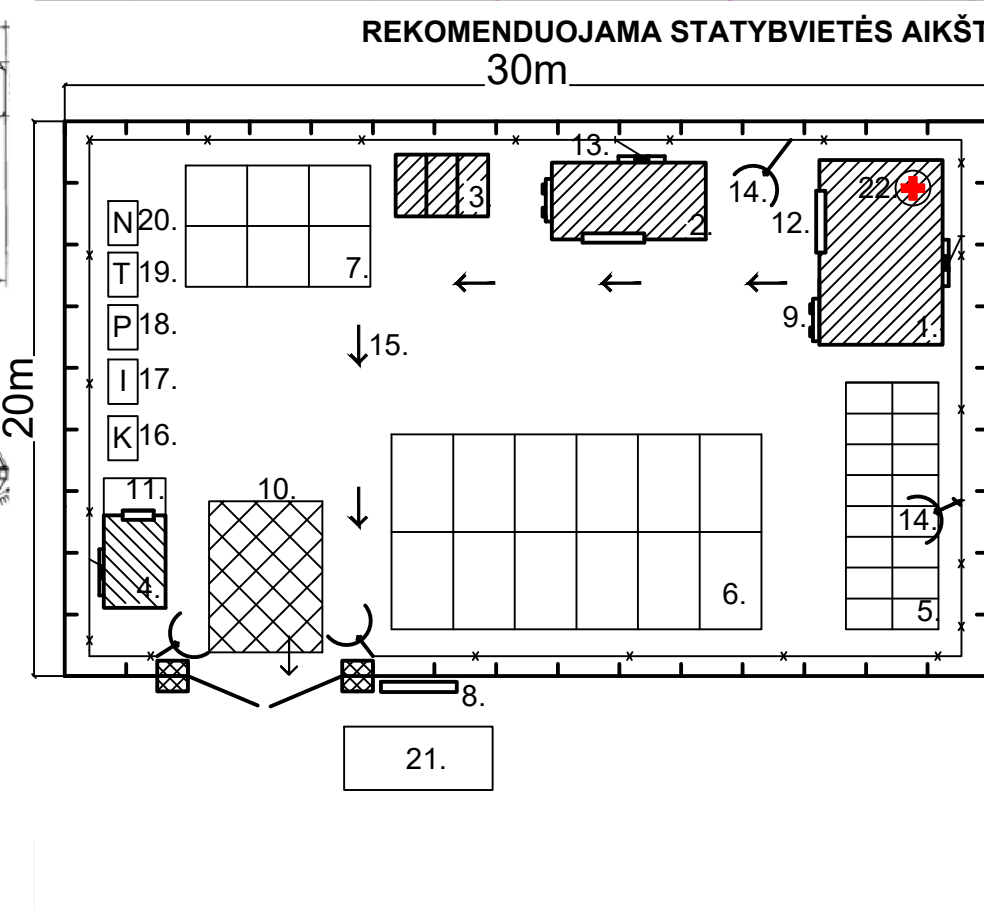 REKOMENDUOJAMA STATYBVIETĖS AIKŠT
30m
20m
13.
3.
2.
14.
12.
22.
N 20.
T 19.
7.
P 18.
15.
9.
1.
I 17.
K 16.
11.
10.
14.
4.
6.
5.
8.
21.